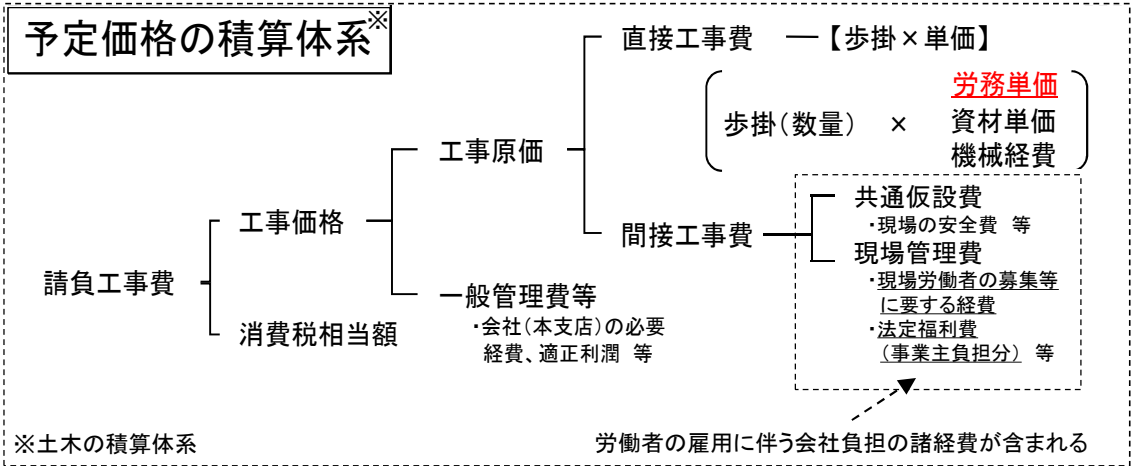 予定価格の積算体系※
直接工事費 ― 【歩掛×単価】
労務単価
歩掛(数量) × 資材単価
機械経費
工事原価
共通仮設費
・現場の安全費 等
工事価格
間接工事費
現場管理費
・現場労働者の募集等
に要する経費
・法定福利費
(事業主負担分) 等
請負工事費
一般管理費等
・会社(本支店)の必要
経費、適正利潤 等
消費税相当額
※土木の積算体系
労働者の雇用に伴う会社負担の諸経費が含まれる